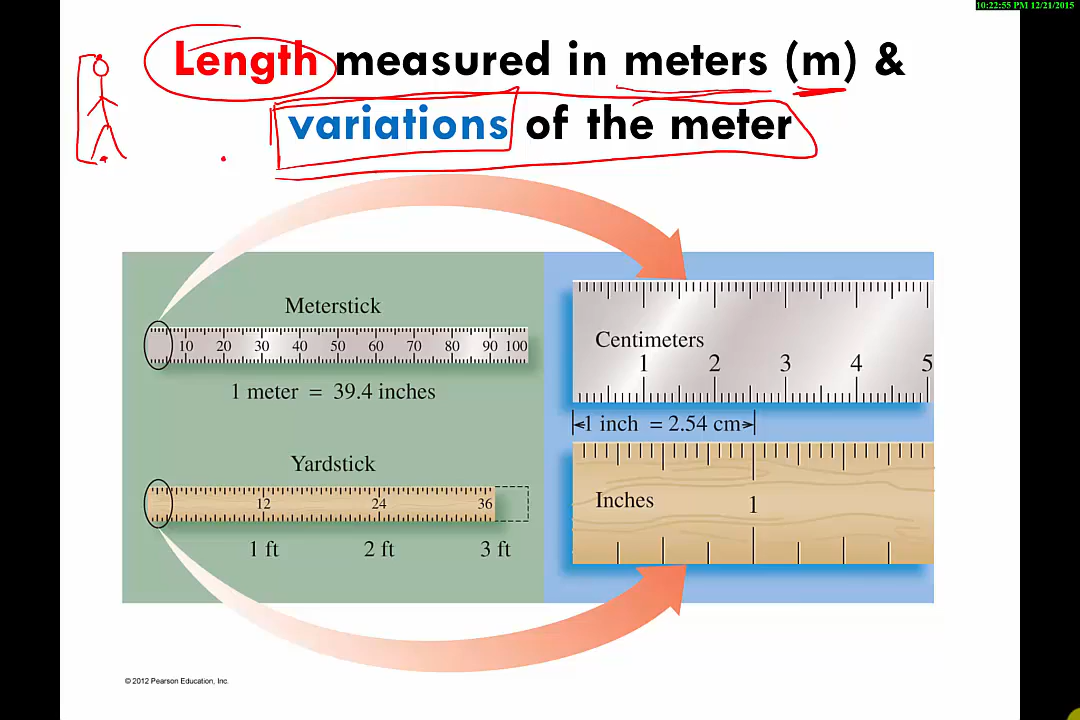 10:22:55 PM 12/21/2015
Length measured in meters (m) &
variations of the meter
Meterstick
10 20 30 40 50 60 70 80 90 100
1 meter = 39.4 inches
Yardstick
12 24 36
1 ft 2 ft 3 ft
Centimeters
1 2 3 4 5
1 inch = 2.54 cm
Inches
1
© 2012 Pearson Education, Inc.